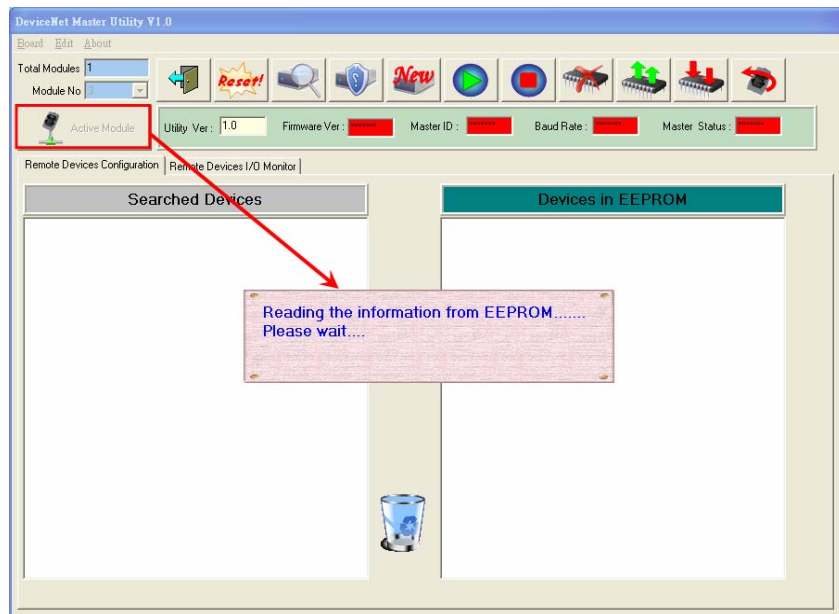 DeviceNet Master Utility V1.0
Board Edit About
Total Modules 1
Module No 3
Reset! New
Active Module
Utility Ver : 1.0 Firmware Ver : ******* Master ID : ******* Baud Rate : ******* Master Status : *******
Remote Devices Configuration Remote Devices I/O Monitor
Searched Devices Devices in EEPROM
Reading the information from EEPROM.......
Please wait....